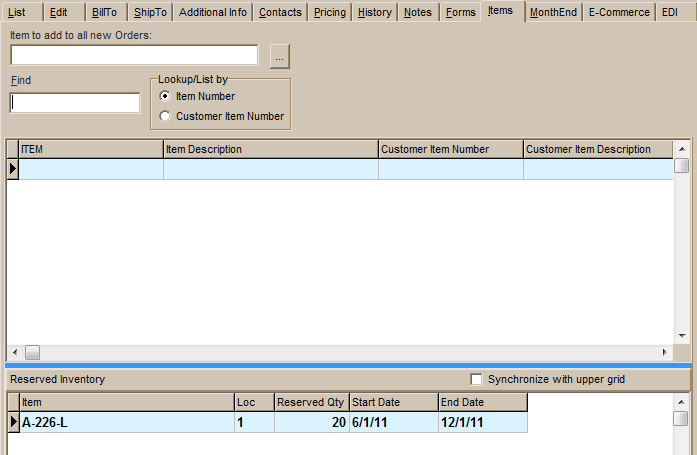 List Edit BillTo ShipTo Additional Info Contacts Pricing History Notes Forms Items MonthEnd E-Commerce EDI
Item to add to all new Orders:
...
Find
Lookup/List by
Item Number
Customer Item Number
ITEM Item Description Customer Item Number Customer Item Description
Reserved Inventory Synchronize with upper grid
Item Loc Reserved Qty Start Date End Date
A-226-L 1 20 6/1/11 12/1/11